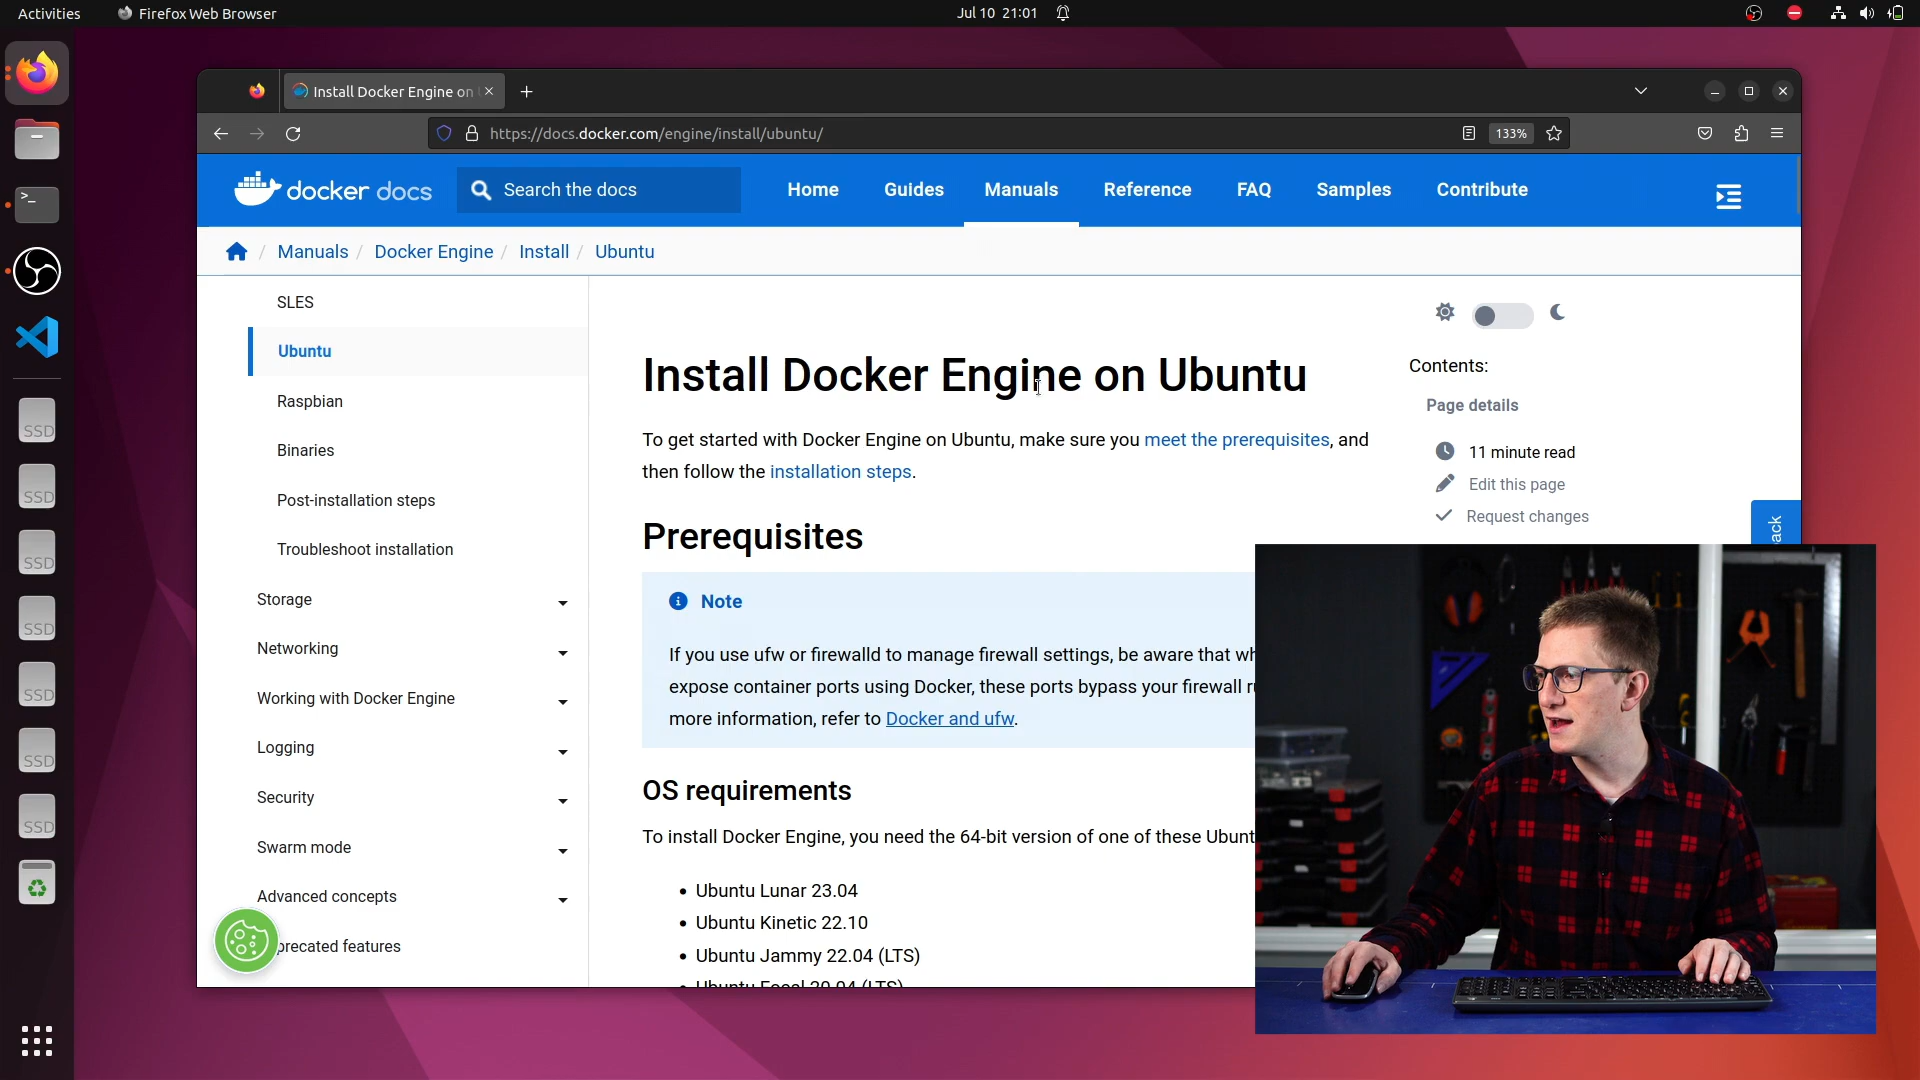 Activities
Firefox Web Browser
Jul 10 21:01
Install Docker Engine on
https://docs.docker.com/engine/install/ubuntu/
133%
docker docs
Search the docs
Home
Guides
Manuals
Reference
FAQ
Samples
Contribute
/ Manuals / Docker Engine / Install / Ubuntu
SLES
Ubuntu
Raspbian
Binaries
Post-installation steps
Troubleshoot installation
Storage
Networking
Working with Docker Engine
Logging
Security
Swarm mode
Advanced concepts
precated features
Install Docker Engine on Ubuntu
To get started with Docker Engine on Ubuntu, make sure you meet the prerequisites, and
then follow the installation steps.
Prerequisites
Note
If you use ufw or firewalld to manage firewall settings, be aware that wh
expose container ports using Docker, these ports bypass your firewall
more information, refer to Docker and ufw.
OS requirements
To install Docker Engine, you need the 64-bit version of one of these Ubunt
• Ubuntu Lunar 23.04
• Ubuntu Kinetic 22.10
• Ubuntu Jammy 22.04 (LTS)
• Ubuntu Focal 20.04 (LTS)
Contents:
Page details
11 minute read
Edit this page
Request changes
ack
SSD
SSD
SSD
SSD
SSD
SSD
SSD